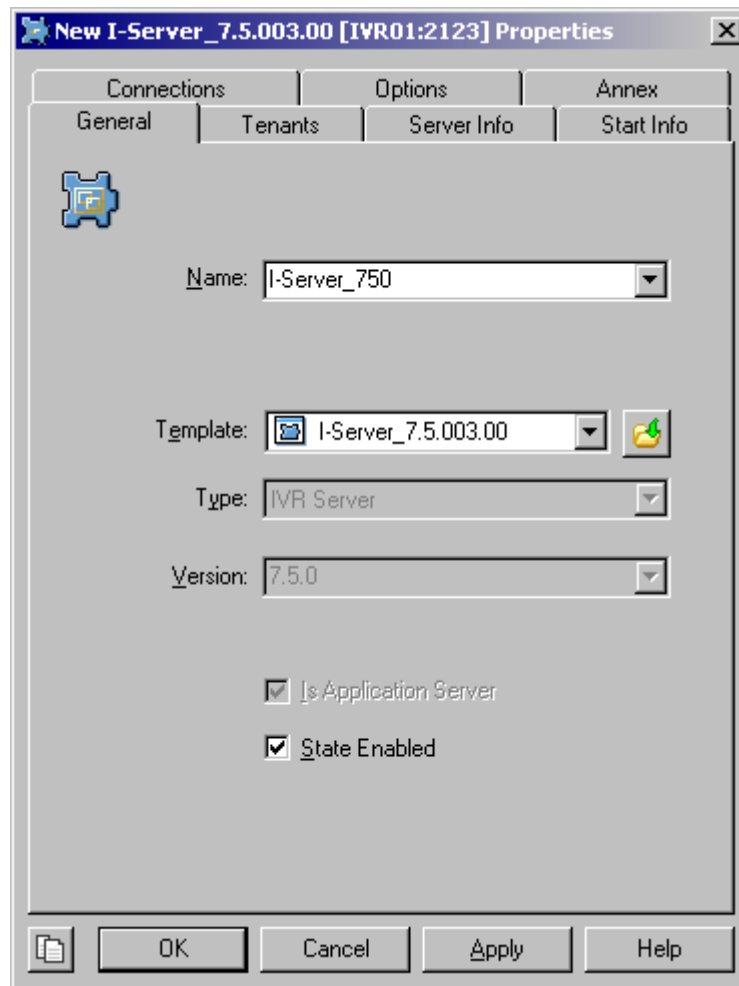 New I-Server_7.5.003.00 [IVR01:2123] Properties
Connections Options Annex
General Tenants Server Info Start Info
Name: I-Server_750
Template: I-Server_7.5.003.00
Type: IVR Server
Version: 7.5.0
Is Application Server
State Enabled
OK Cancel Apply Help